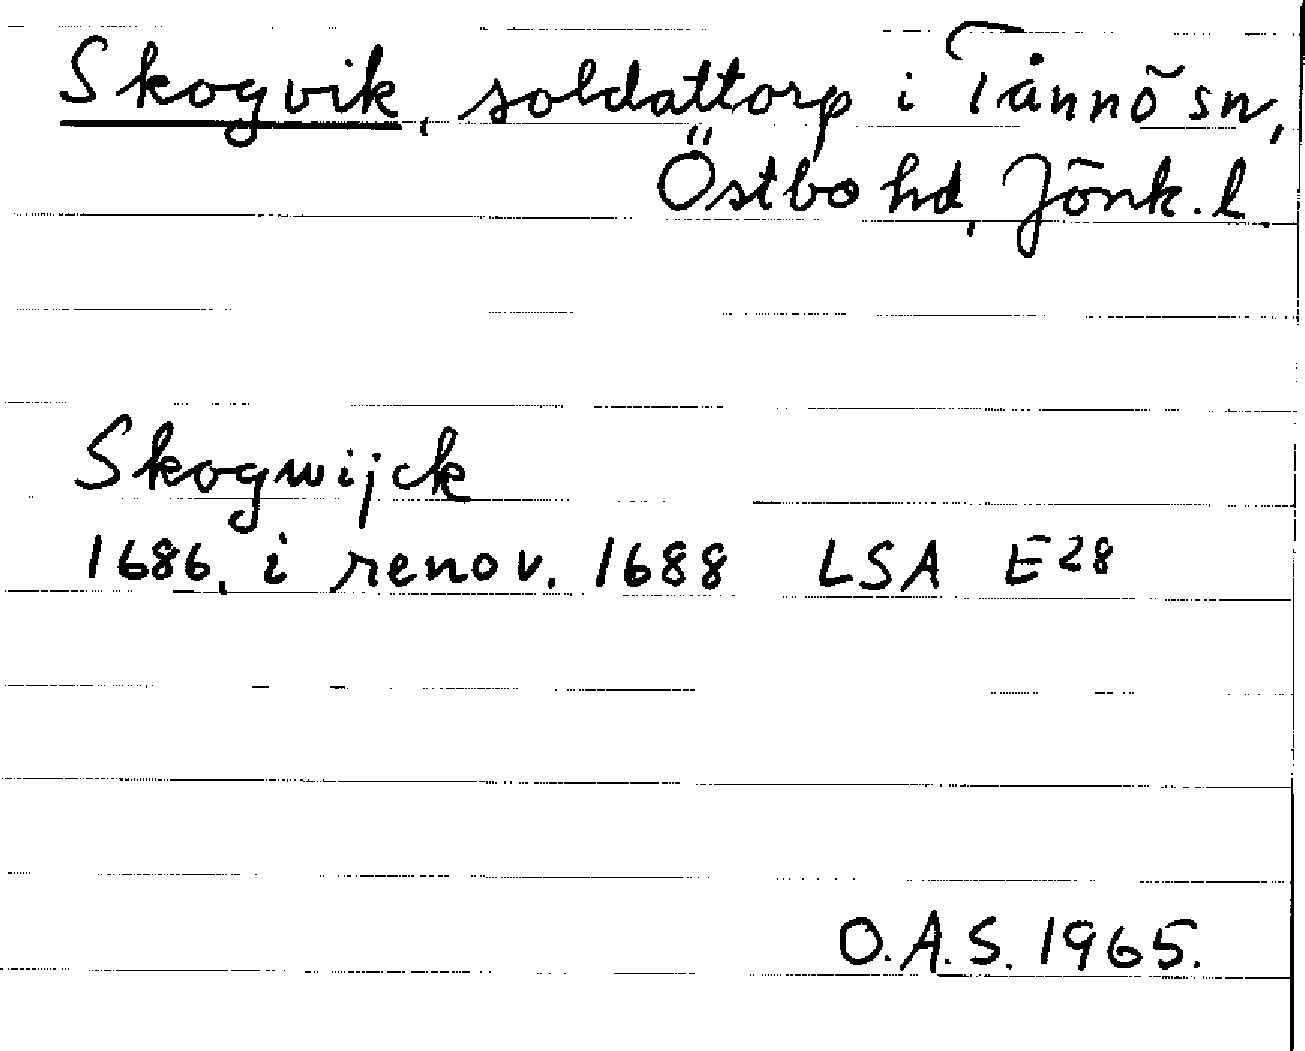 Skogvik, soldattorp i Tånnö sn,
Östbo hd, Jönk. l.
Skogwijck
1686, i renov. 1688 LSA E28
O.A.S. 1965.